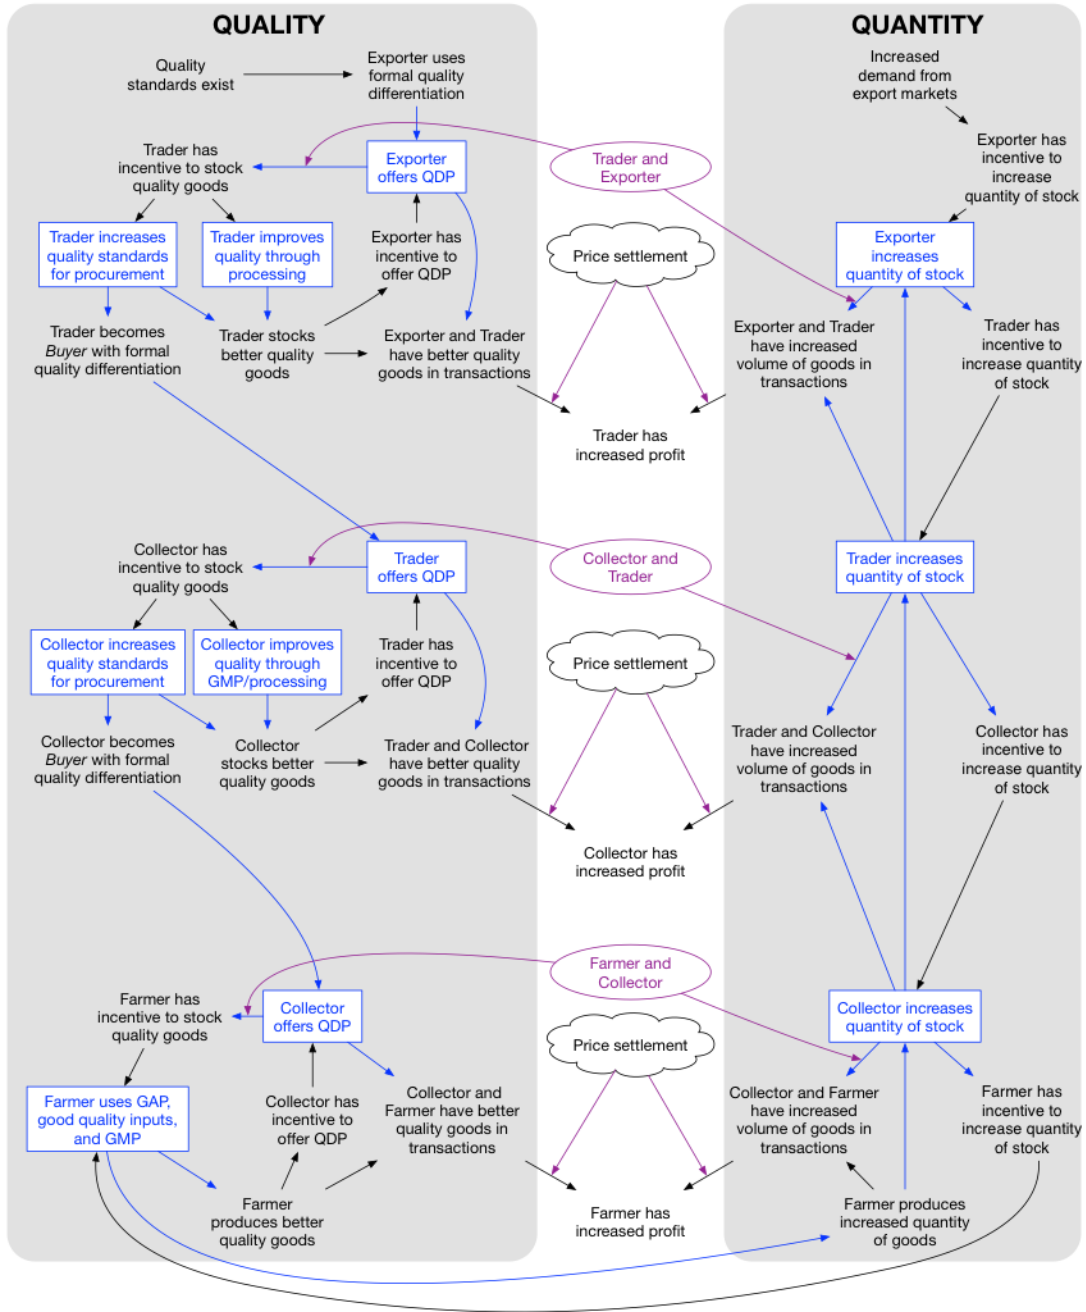 QUALITY
QUANTITY
Quality
standards exist
Exporter uses
formal quality
differentiation
Increased
demand from
export markets
Trader has
incentive to stock
quality goods
Exporter
offers QDP
Trader and
Exporter
Exporter has
incentive to
increase
quantity of stock
Trader increases
quality standards
for procurement
Trader improves
quality through
processing
Exporter has
incentive to
offer QDP
Price settlement
Exporter
increases
quantity of stock
Trader becomes
Buyer with formal
quality differentiation
Trader stocks
better quality
goods
Exporter and Trader
have better quality
goods in transactions
Exporter and Trader
have increased
volume of goods in
transactions
Trader has
incentive to
increase quantity
of stock
Trader has
increased profit
Collector has
incentive to stock
quality goods
Trader
offers QDP
Collector and
Trader
Trader increases
quantity of stock
Collector increases
quality standards
for procurement
Collector improves
quality through
GMP/processing
Trader has
incentive to
offer QDP
Price settlement
Collector becomes
Buyer with formal
quality differentiation
Collector
stocks better
quality goods
Trader and Collector
have better quality
goods in transactions
Trader and Collector
have increased
volume of goods in
transactions
Collector has
incentive to
increase quantity
of stock
Collector has
increased profit
Farmer has
incentive to stock
quality goods
Collector
offers QDP
Farmer and
Collector
Collector increases
quantity of stock
Price settlement
Farmer uses GAP,
good quality inputs,
and GMP
Collector has
incentive to
offer QDP
Collector and
Farmer have better
quality goods in
transactions
Collector and Farmer
have increased
volume of goods in
transactions
Farmer has
incentive to
increase quantity
of stock
Farmer
produces better
quality goods
Farmer has
increased profit
Farmer produces
increased quantity
of goods